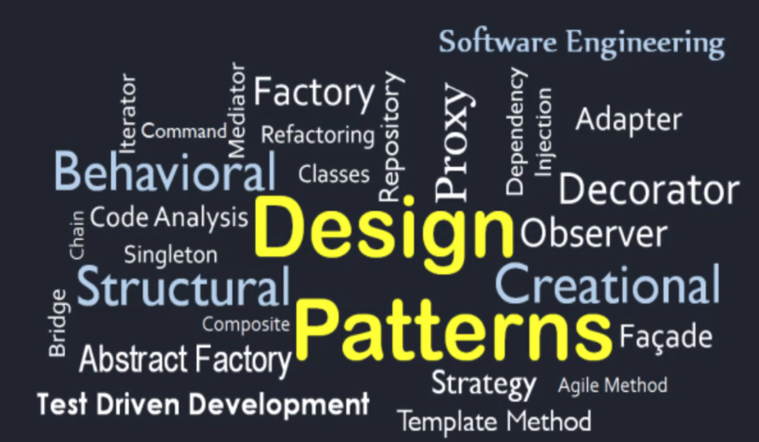 Software Engineering
Iterator
Mediator
Factory
Repository
Proxy
Dependency
Injection
Adapter
Command
Refactoring
Behavioral
Classes
Decorator
Chain
Code Analysis
Design
Observer
Singleton
Structural
Creational
Bridge
Composite
Patterns
Façade
Abstract Factory
Strategy
Agile Method
Test Driven Development
Template Method